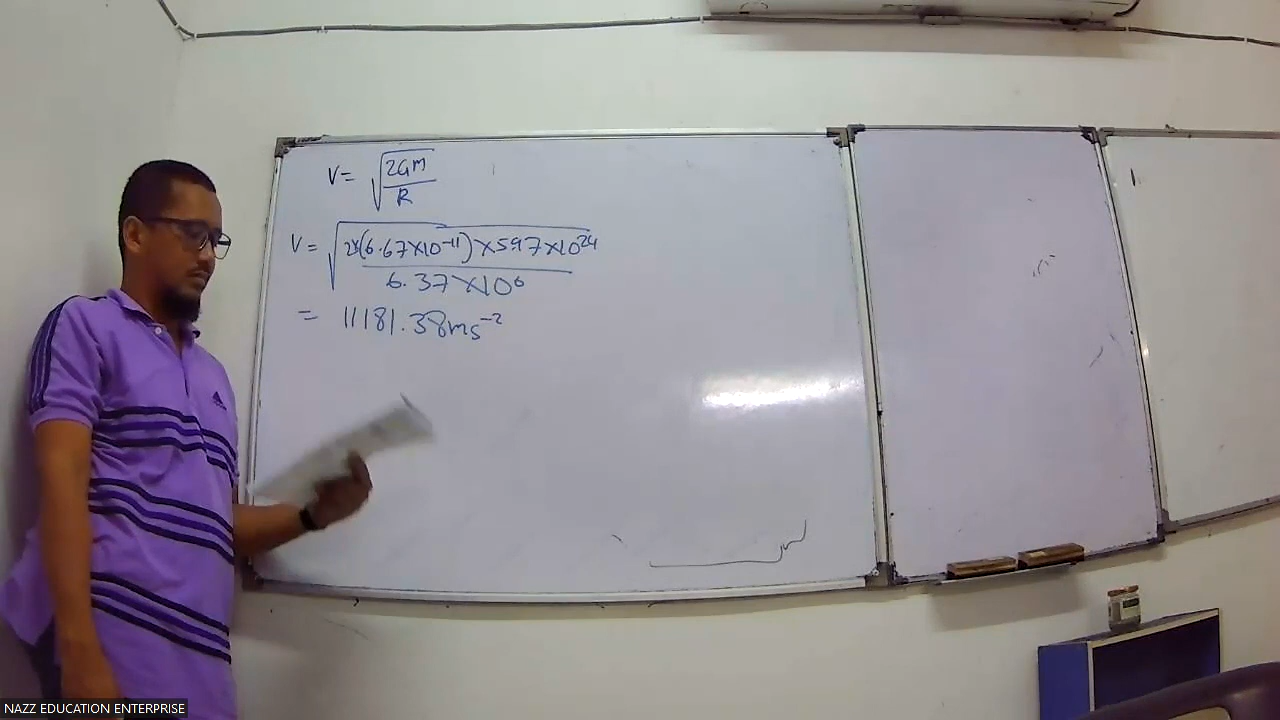 V = √(2GM/R)
V = √(2×(6.67×10⁻¹¹)×5.97×10²⁴/6.37×10⁶)
= 11181.38ms⁻²
NAZZ EDUCATION ENTERPRISE